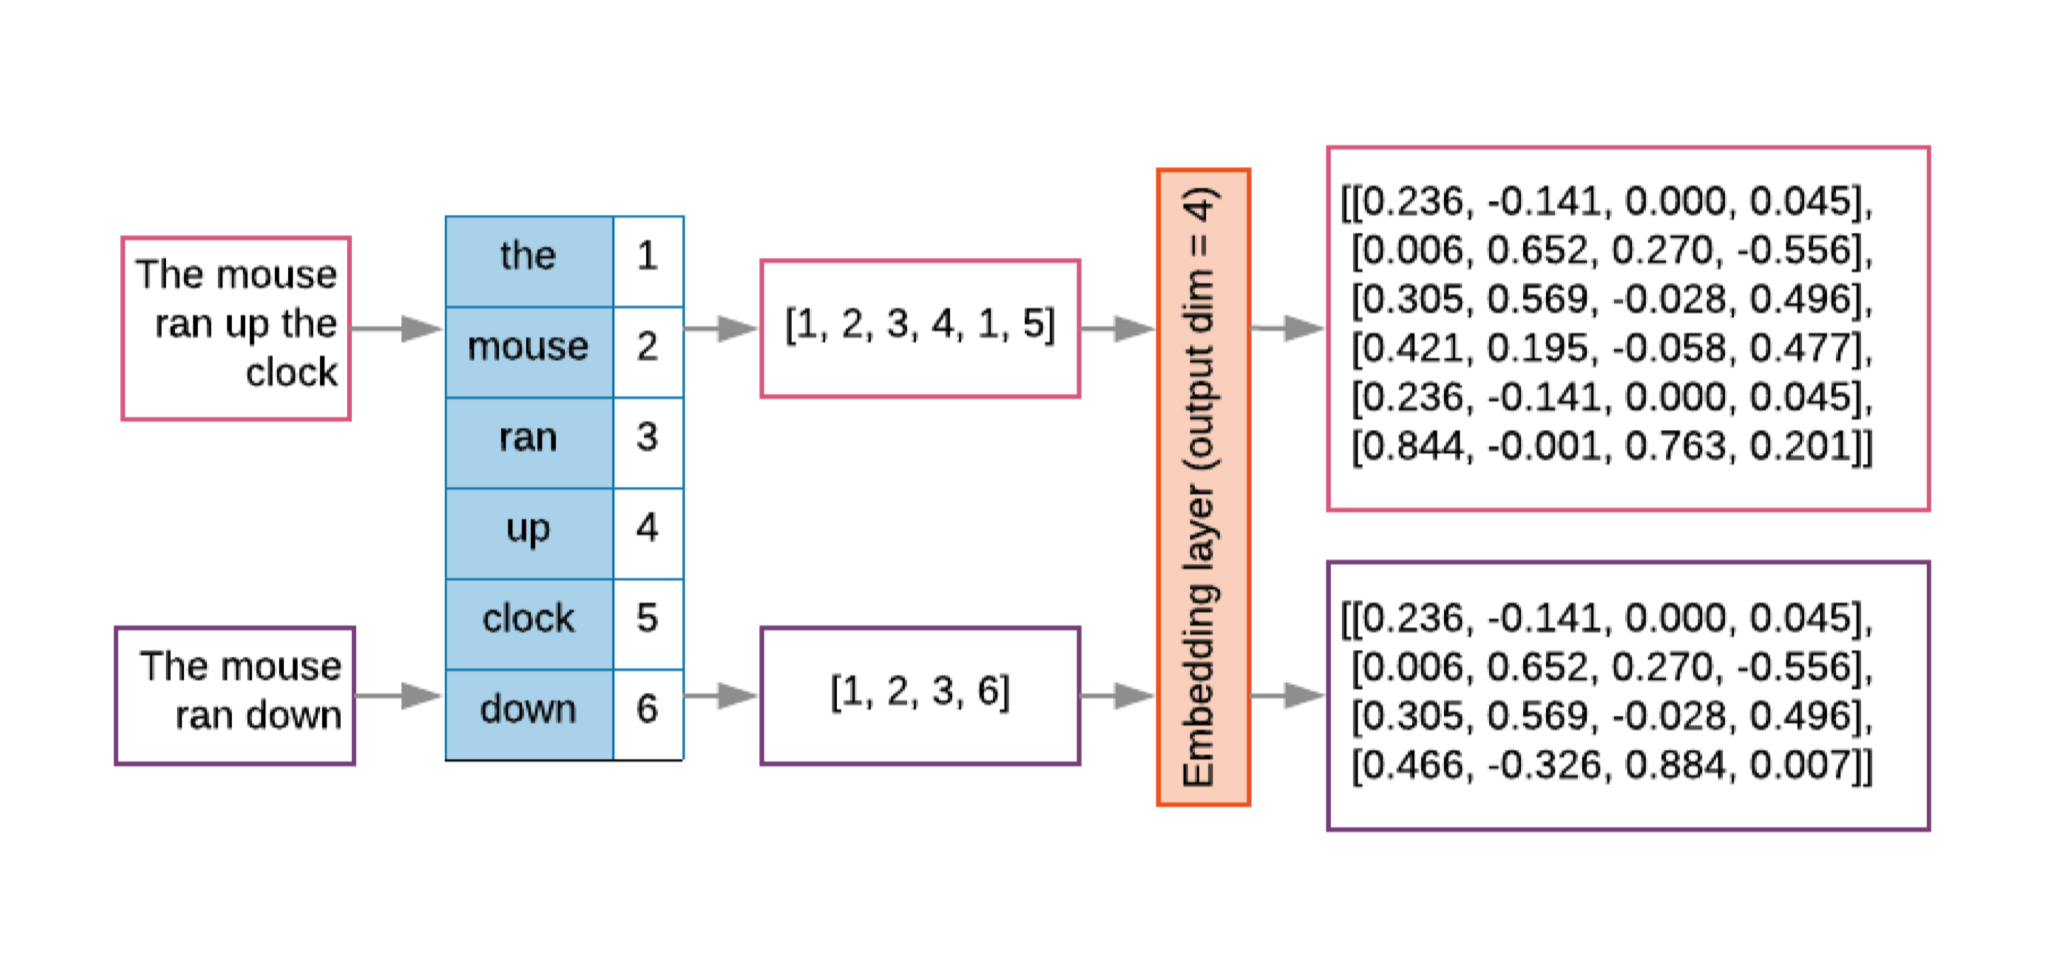 The mouse
ran up the
clock
the 1
mouse 2
ran 3
up 4
clock 5
down 6
[1, 2, 3, 4, 1, 5]
Embedding layer (output dim = 4)
[[0.236, -0.141, 0.000, 0.045],
[0.006, 0.652, 0.270, -0.556],
[0.305, 0.569, -0.028, 0.496],
[0.421, 0.195, -0.058, 0.477],
[0.236, -0.141, 0.000, 0.045],
[0.844, -0.001, 0.763, 0.201]]
The mouse
ran down
[1, 2, 3, 6]
[[0.236, -0.141, 0.000, 0.045],
[0.006, 0.652, 0.270, -0.556],
[0.305, 0.569, -0.028, 0.496],
[0.466, -0.326, 0.884, 0.007]]